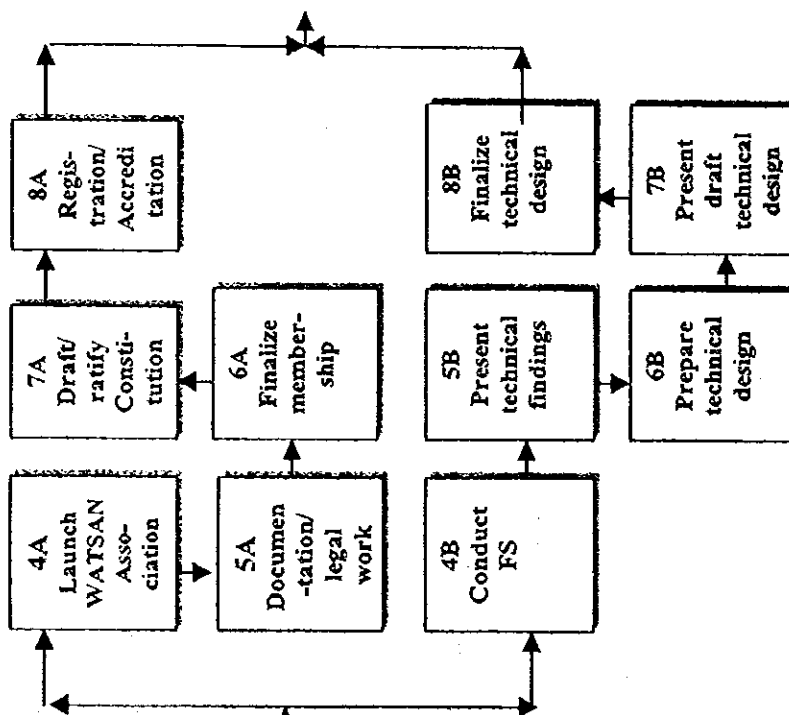 4A
Launch
WATSAN
Asso-
ciation
5A
Documen
-tation/
legal
work
6A
Finalize
member-
ship
7A
Draft/
ratify
Consti-
tution
8A
Regis-
tration/
Accredi
tation
4B
Conduct
FS
5B
Present
technical
findings
6B
Prepare
technical
design
7B
Present
draft
technical
design
8B
Finalize
technical
design